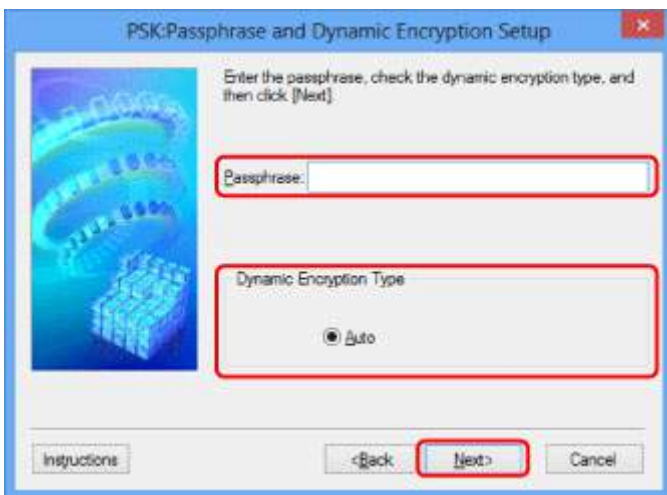 PSK:Passphrase and Dynamic Encryption Setup
Enter the passphrase, check the dynamic encryption type, and
then click [Next].
Passphrase:
Dynamic Encryption Type
Auto
Instructions
<Back
Next>
Cancel